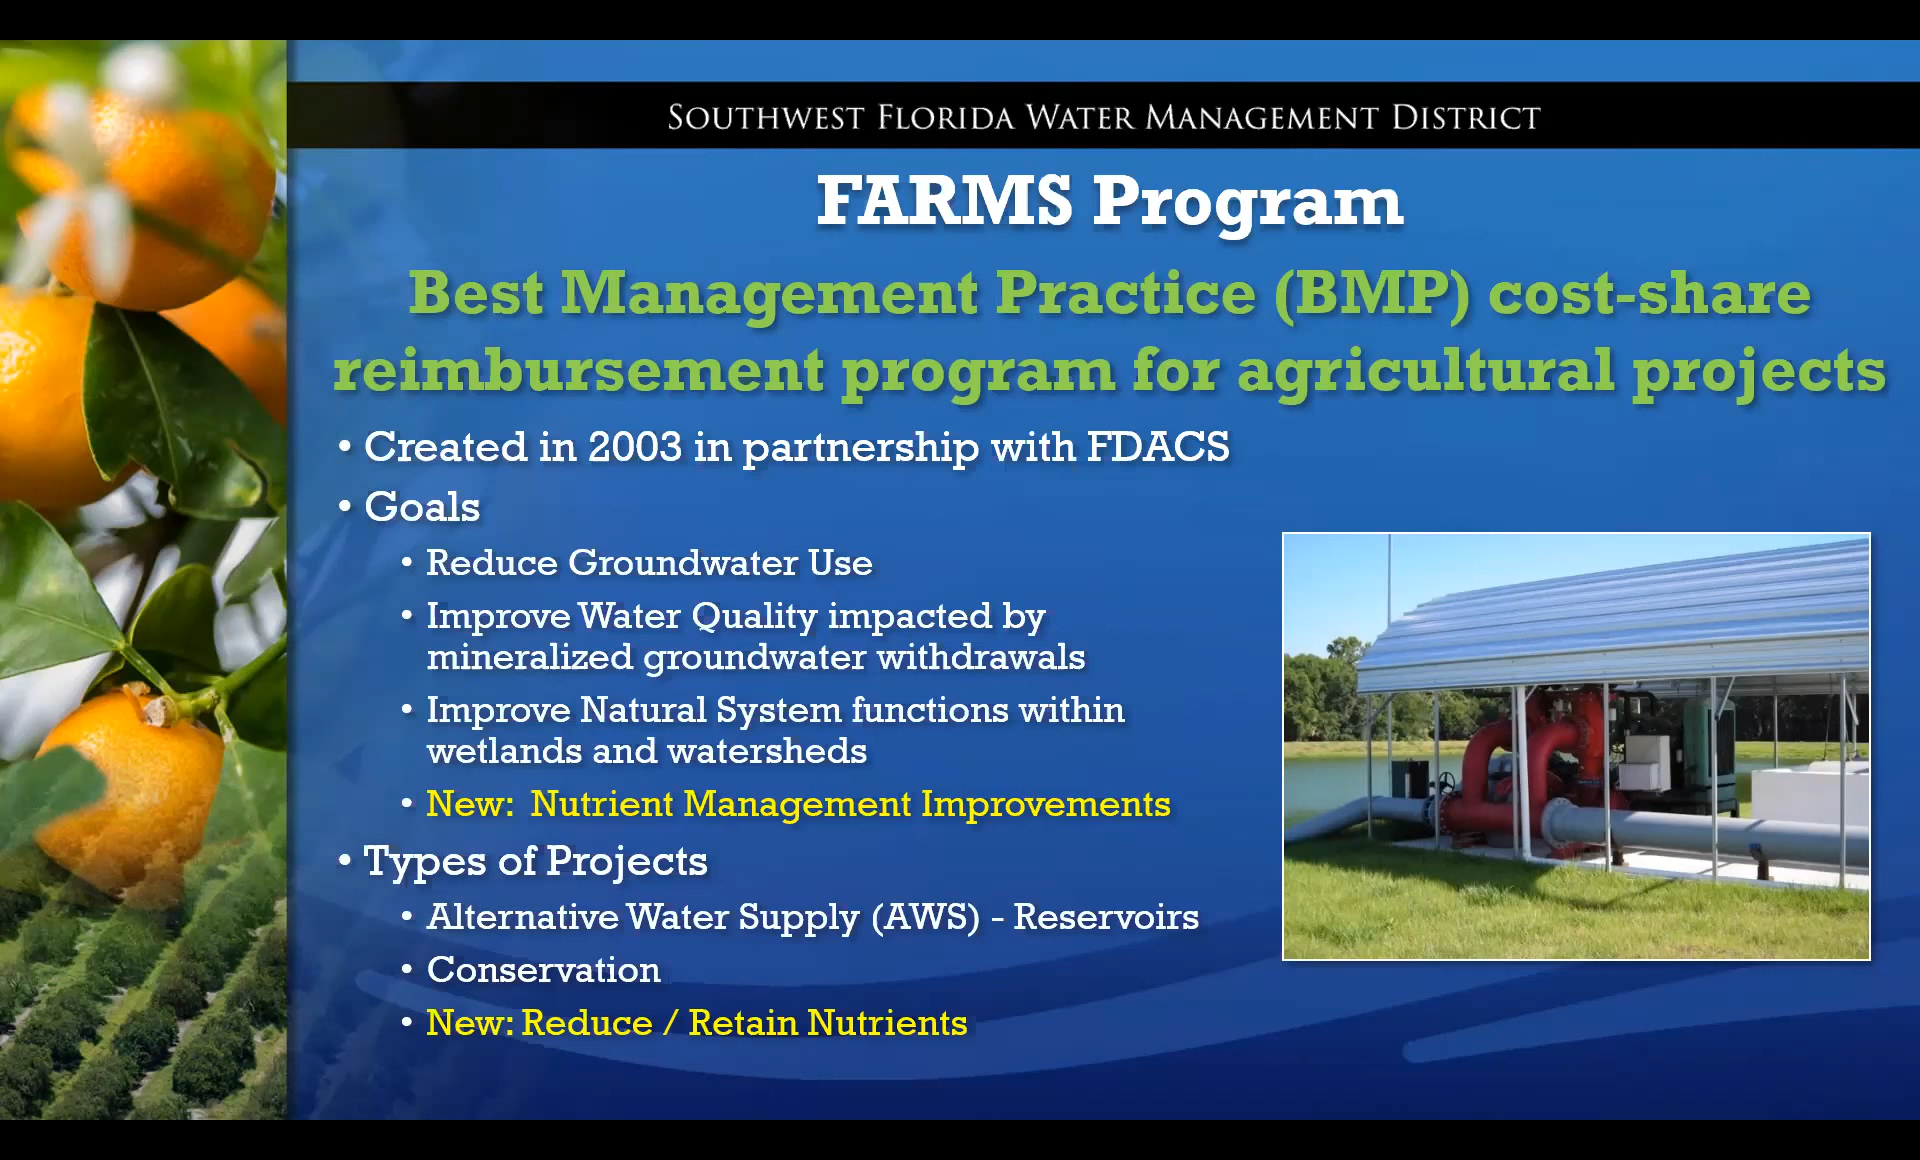 SOUTHWEST FLORIDA WATER MANAGEMENT DISTRICT
FARMS Program
Best Management Practice (BMP) cost-share
reimbursement program for agricultural projects
• Created in 2003 in partnership with FDACS
• Goals
• Reduce Groundwater Use
• Improve Water Quality impacted by
mineralized groundwater withdrawals
• Improve Natural System functions within
wetlands and watersheds
• New: Nutrient Management Improvements
• Types of Projects
• Alternative Water Supply (AWS) - Reservoirs
• Conservation
• New: Reduce / Retain Nutrients